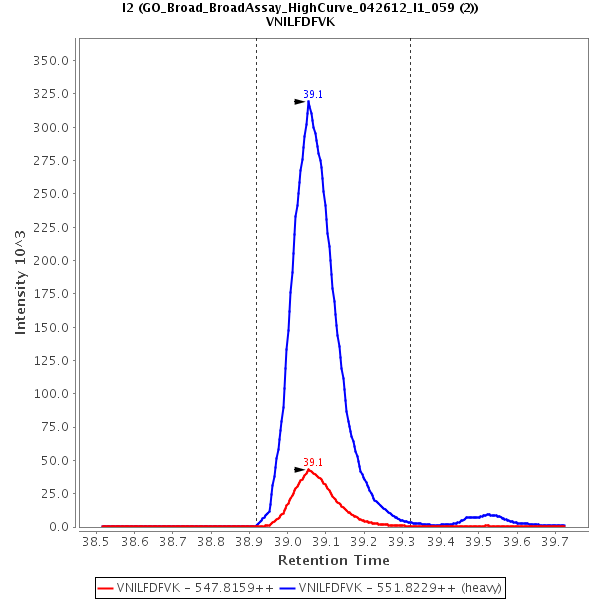 I2 (GO_Broad_BroadAssay_HighCurve_042612_I1_059 (2))
VNILFDFVK
Intensity 10^3
350.0
325.0
300.0
275.0
250.0
225.0
200.0
175.0
150.0
125.0
100.0
75.0
50.0
25.0
0.0
39.1
39.1
38.5 38.6 38.7 38.8 38.9 39.0 39.1 39.2 39.3 39.4 39.5 39.6 39.7
Retention Time
VNILFDFVK - 547.8159++ VNILFDFVK - 551.8229++ (heavy)